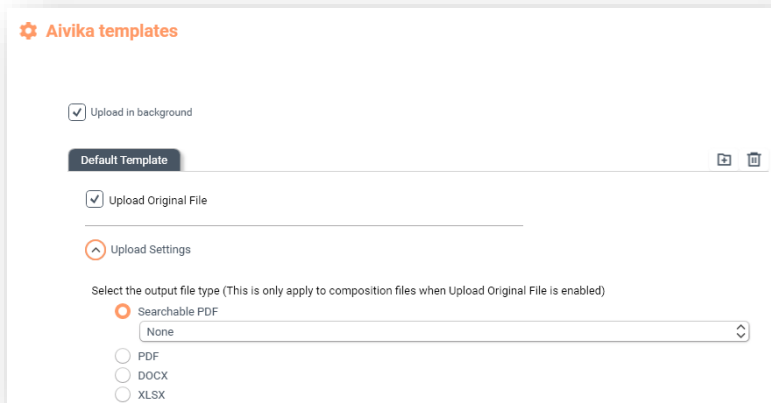 Aivika templates
Upload in background
Default Template
Upload Original File
Upload Settings
Select the output file type (This is only apply to composition files when Upload Original File is enabled)
Searchable PDF
None
PDF
DOCX
XLSX